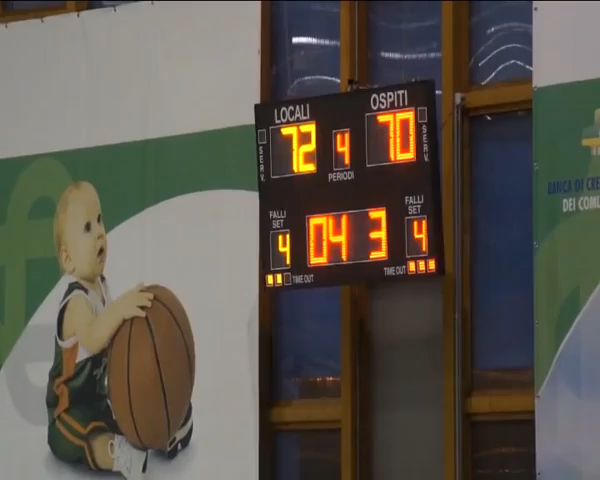 LOCALI OSPITI
72 4 70
SERV. PERIODI SERV.
FALLI SET FALLI SET
4 04 3 4
TIME OUT TIME OUT
BANCA DI CRE
DEI COMU